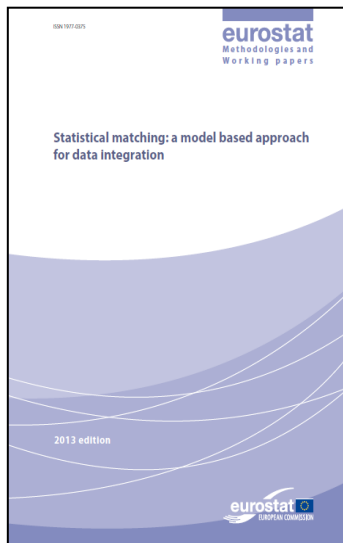 ISSN 1977-0375
eurostat
Methodologies and
Working papers
Statistical matching: a model based approach
for data integration
2013 edition
eurostat
EUROPEAN COMMISSION